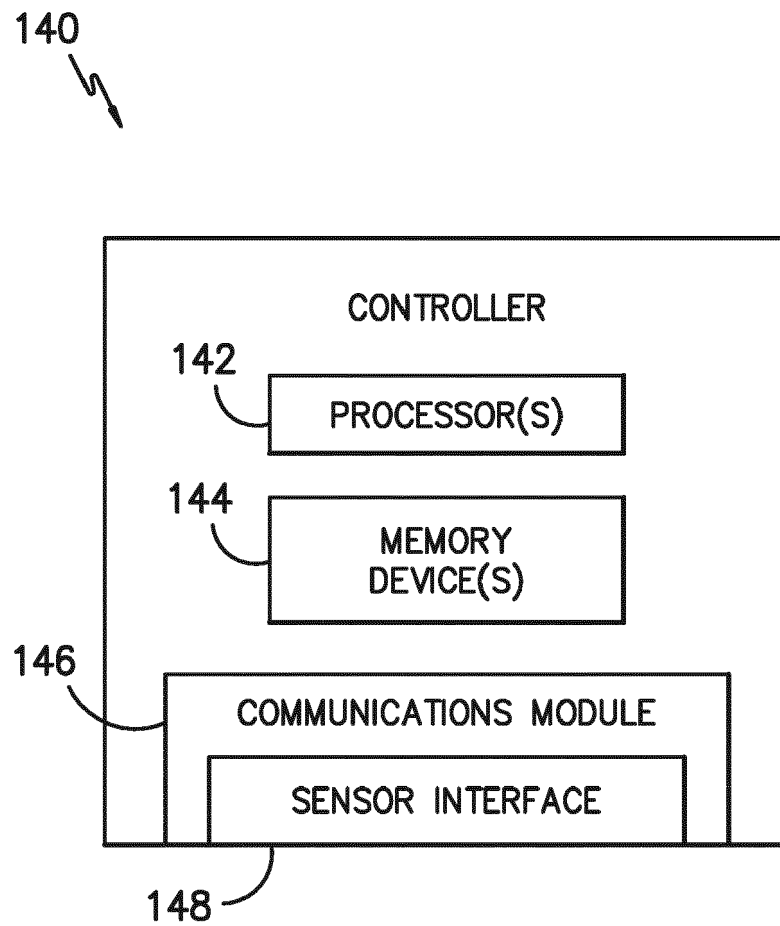 140
CONTROLLER
142
PROCESSOR(S)
144
MEMORY
DEVICE(S)
146
COMMUNICATIONS MODULE
SENSOR INTERFACE
148